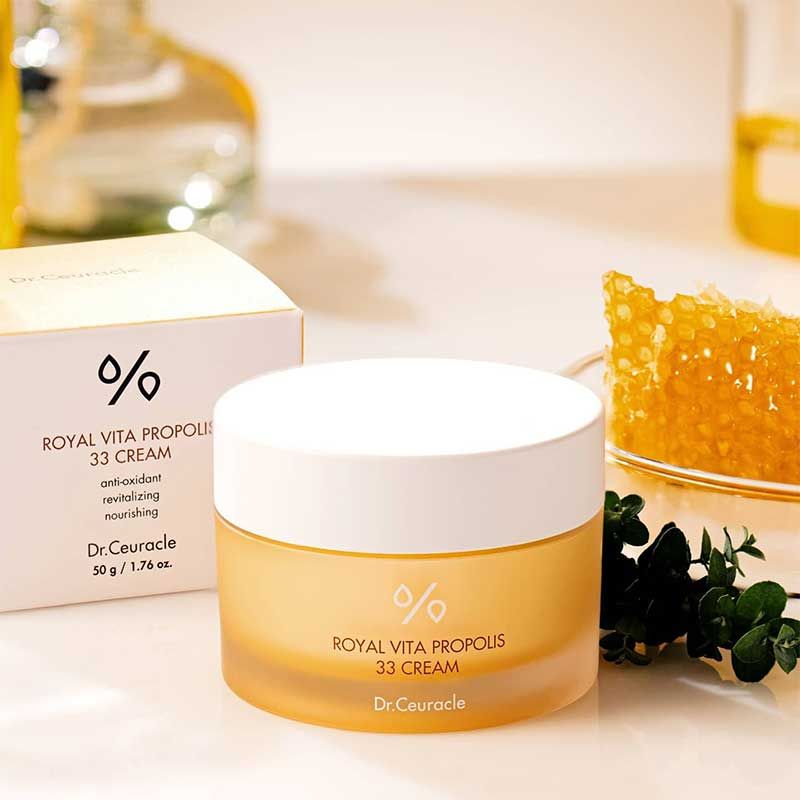 Dr.Ceuracle
%
ROYAL VITA PROPOLIS
33 CREAM
anti-oxidant
revitalizing
nourishing
Dr.Ceuracle
50 g / 1.76 oz.
%
ROYAL VITA PROPOLIS
33 CREAM
Dr.Ceuracle